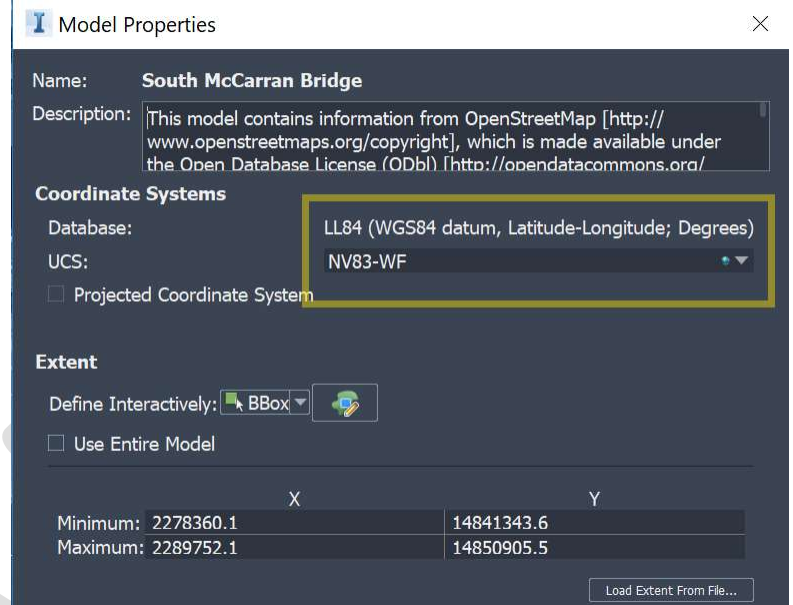 Model Properties
Name: South McCarran Bridge
Description: This model contains information from OpenStreetMap [http://
www.openstreetmaps.org/copyright], which is made available under
the Open Database License (ODbl) [http://opendatacommons.org/
Coordinate Systems
Database: LL84 (WGS84 datum, Latitude-Longitude; Degrees)
UCS: NV83-WF
Projected Coordinate System
Extent
Define Interactively: BBox
Use Entire Model
X Y
Minimum: 2278360.1 14841343.6
Maximum: 2289752.1 14850905.5
Load Extent From File...